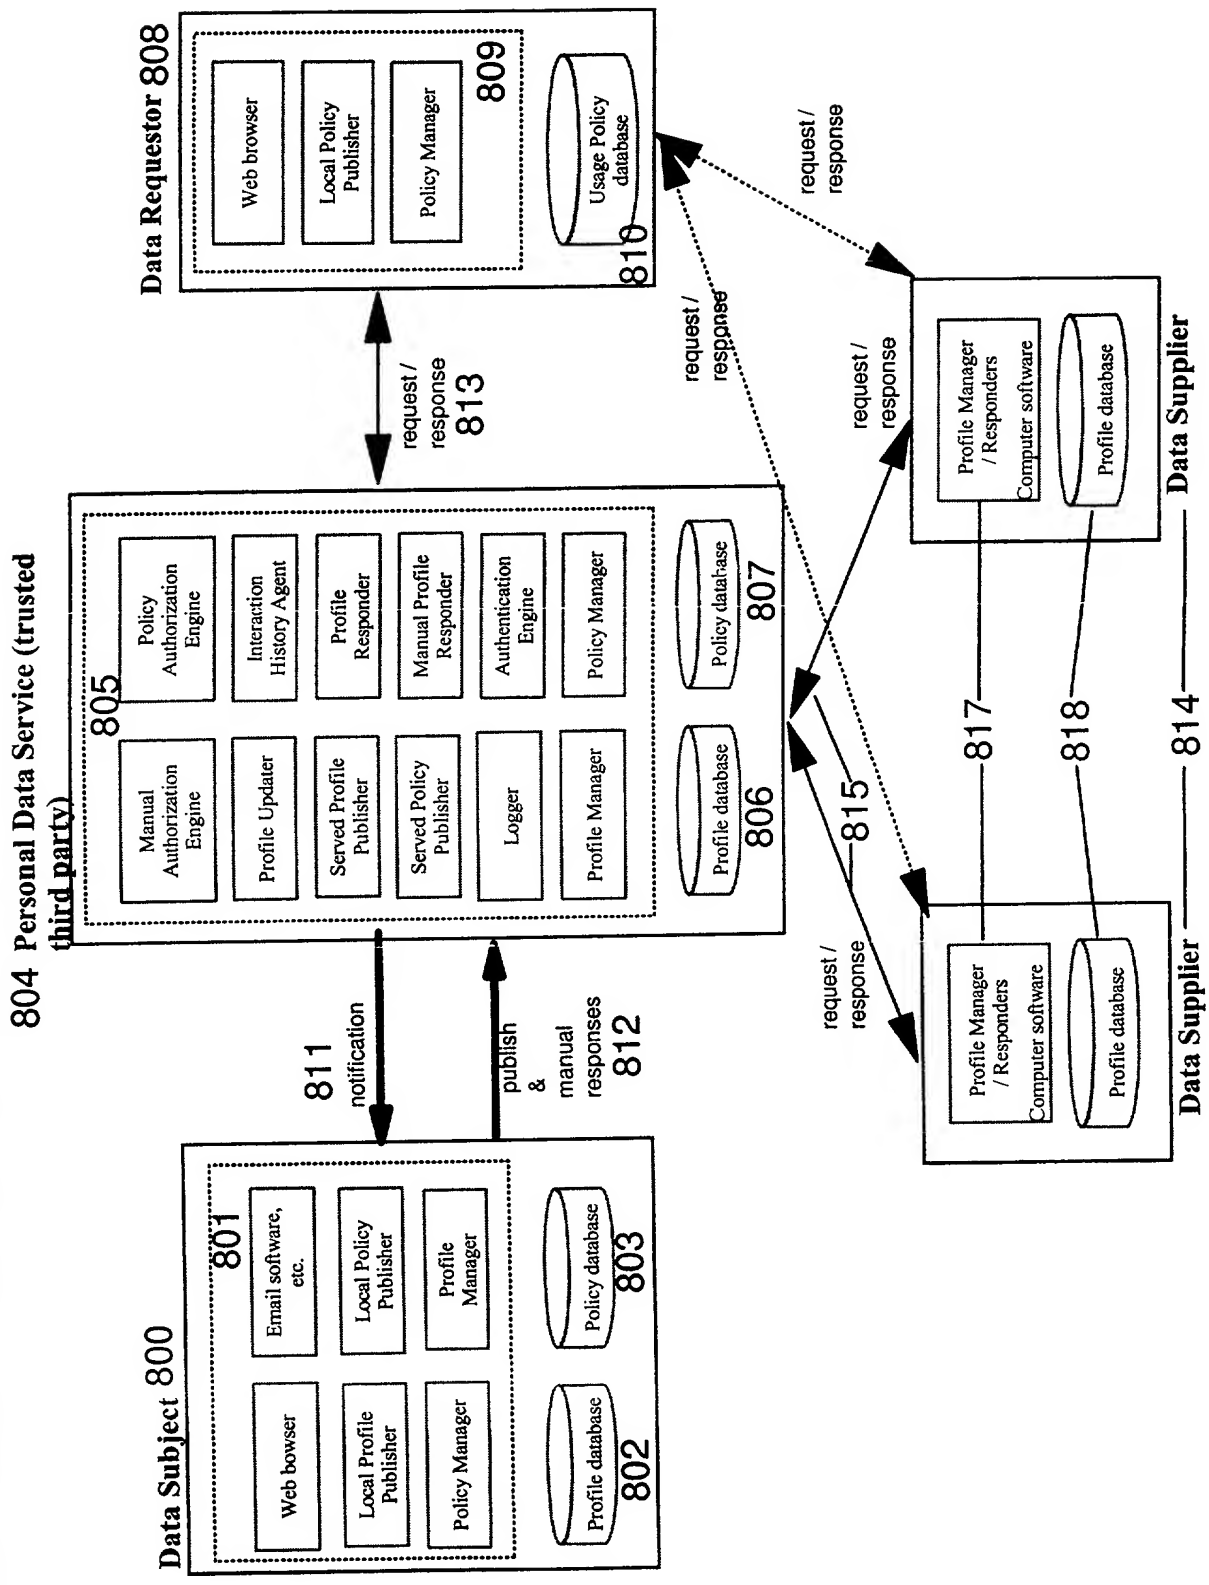 804 Personal Data Service (trusted
third party)
Data Subject 800
801
Web bowser
Email software,
etc.
Local Profile
Publisher
Local Policy
Publisher
Policy Manager
Profile
Manager
Profile database
802
Policy database
803
811
notification
publish
&
manual
responses
812
805
Manual
Authorization
Engine
Policy
Authorization
Engine
Profile Updater
Interaction
History Agent
Served Profile
Publisher
Profile
Responder
Served Policy
Publisher
Manual Profile
Responder
Logger
Authentication
Engine
Profile Manager
Policy Manager
Profile database
806
Policy database
807
request /
response
813
Data Requestor 808
Web browser
Local Policy
Publisher
Policy Manager
809
Usage Policy
database
810
request /
response
815
request /
response
request /
response
request /
response
Profile Manager
/ Responders
Computer software
Profile database
Data Supplier
817
818
814
Profile Manager
/ Responders
Computer software
Profile database
Data Supplier